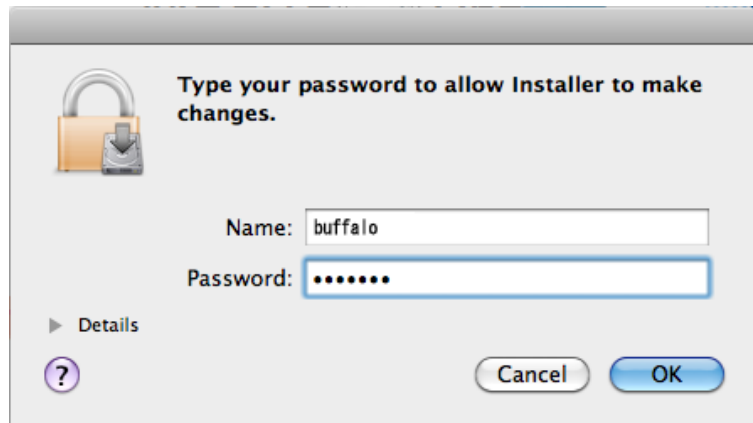 Type your password to allow Installer to make
changes.
Name: buffalo
Password: •••••••
Details
?
Cancel OK